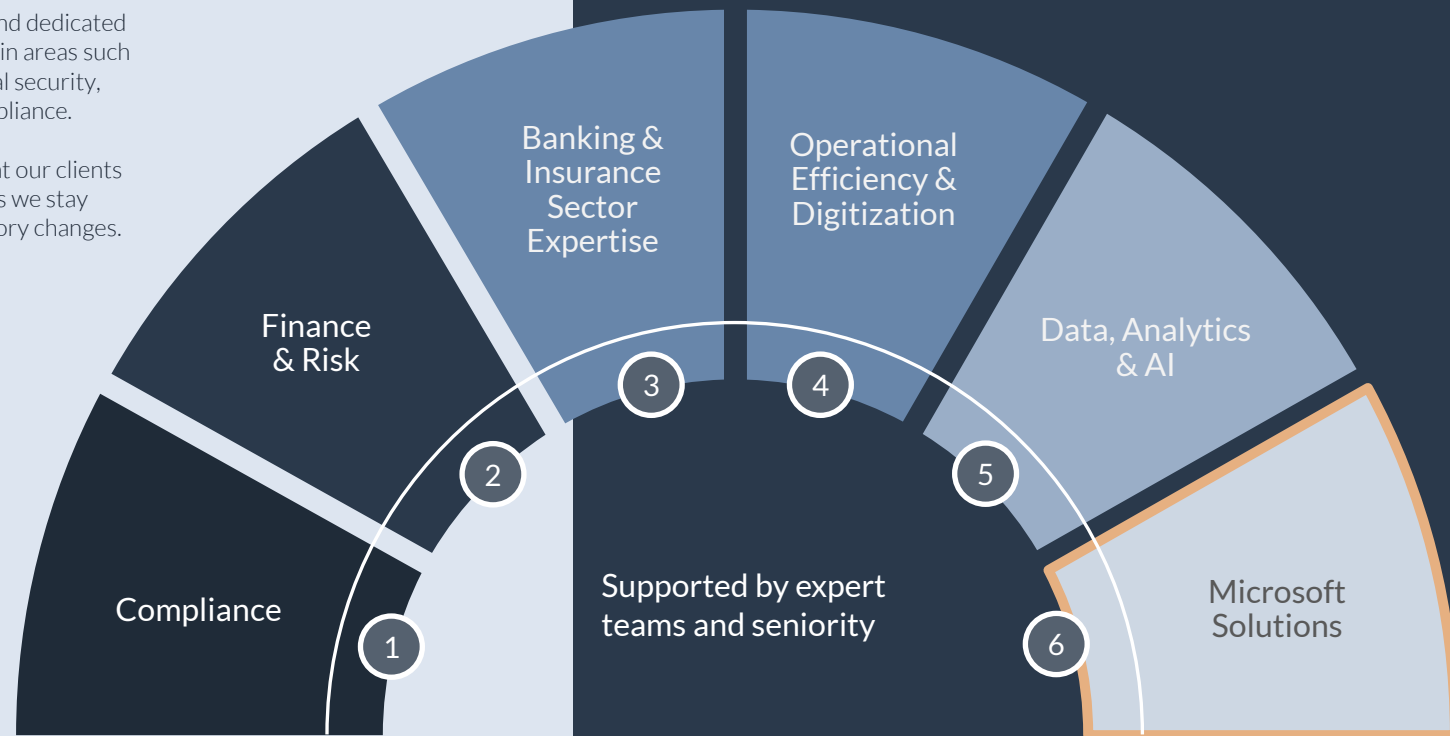 nd dedicated
in areas such
al security,
pliance.
at our clients
s we stay
ory changes.
Banking &
Insurance
Sector
Expertise
Operational
Efficiency &
Digitization
Finance
& Risk
Data, Analytics
& AI
Compliance
Microsoft
Solutions
1
2
3
4
5
6
Supported by expert
teams and seniority